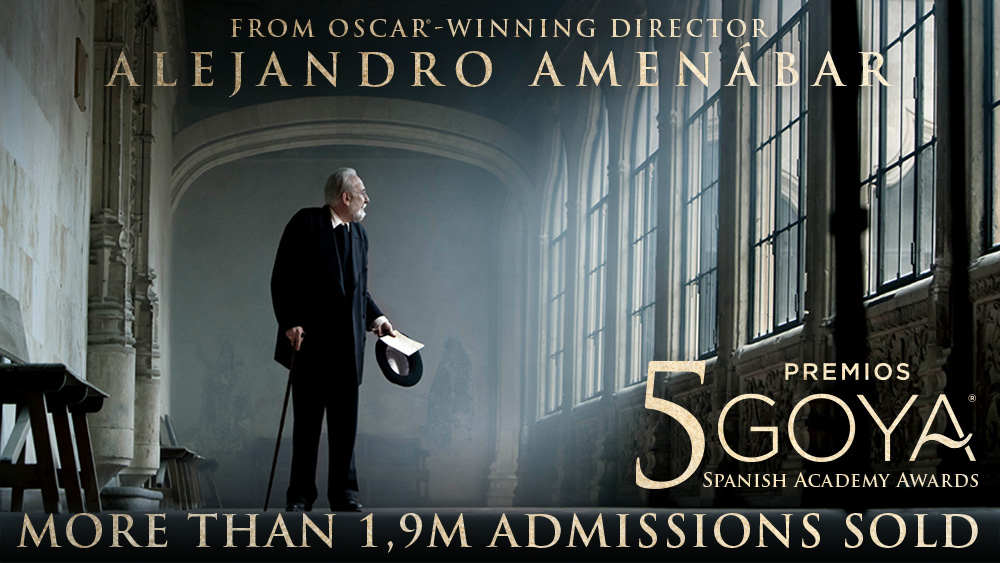 FROM OSCAR®-WINNING DIRECTOR
ALEJANDRO AMENÁBAR
5 PREMIOS
GOYA®
SPANISH ACADEMY AWARDS
MORE THAN 1,9M ADMISSIONS SOLD